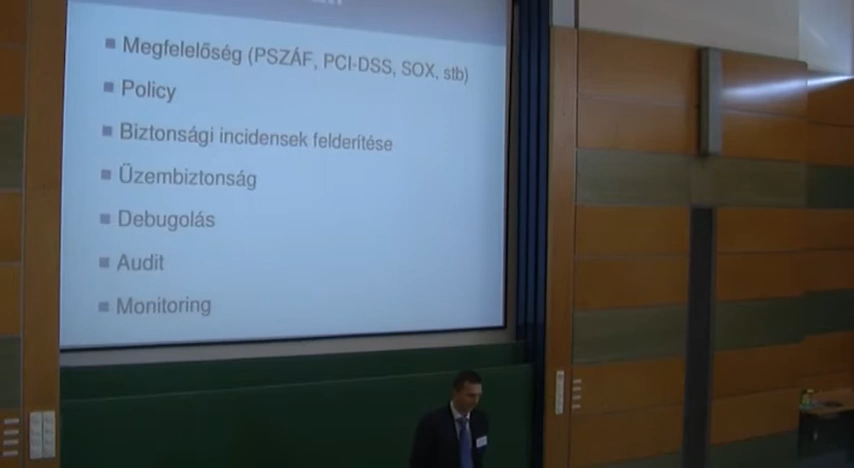 Megfelelőség (PSZÁF, PCI-DSS, SOX, stb)
Policy
Biztonsági incidensek felderítése
Üzembiztonság
Debugolás
Audit
Monitoring